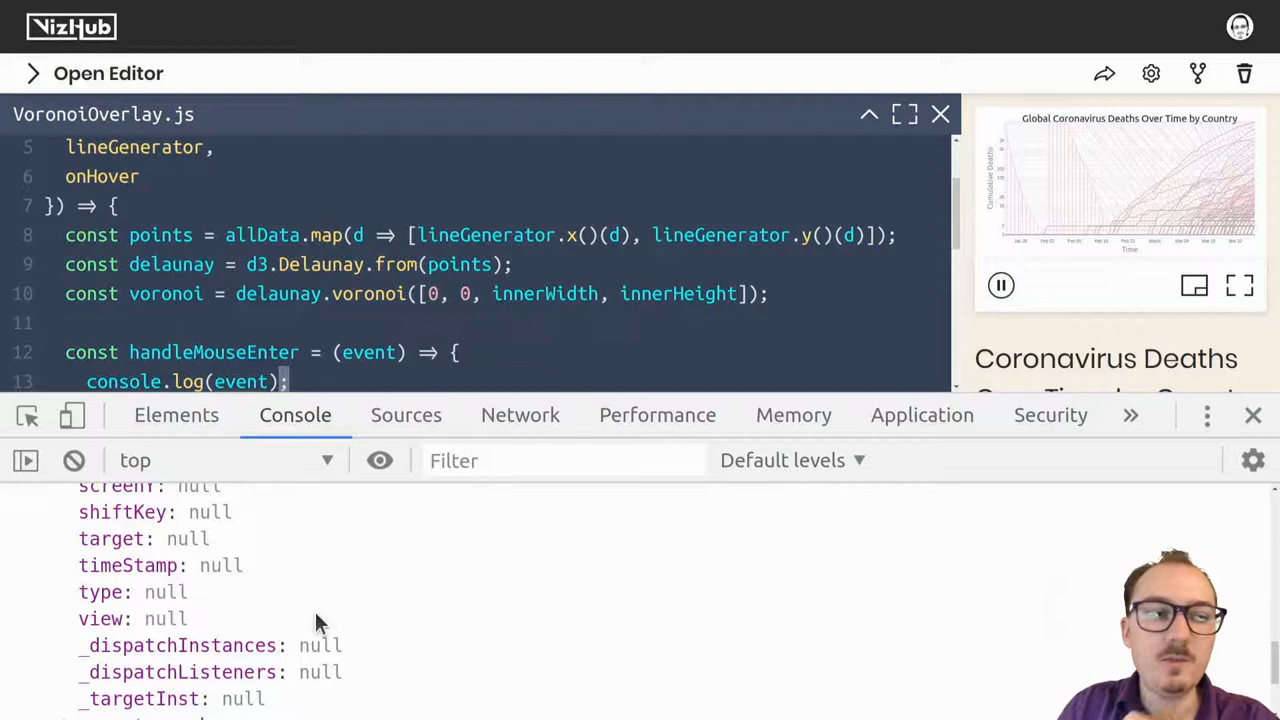 VizHub
Open Editor
VoronoiOverlay.js
5 lineGenerator,
6 onHover
7 }) => {
8 const points = allData.map(d => [lineGenerator.x()(d), lineGenerator.y()(d)]);
9 const delaunay = d3.Delaunay.from(points);
10 const voronoi = delaunay.voronoi([0, 0, innerWidth, innerHeight]);
11
12 const handleMouseEnter = (event) => {
13 console.log(event);
Global Coronavirus Deaths Over Time by Country
Cumulative Deaths
Time
Coronavirus Deaths
Elements Console Sources Network Performance Memory Application Security »
top Filter Default levels
screenY: null
shiftKey: null
target: null
timeStamp: null
type: null
view: null
_dispatchInstances: null
_dispatchListeners: null
_targetInst: null